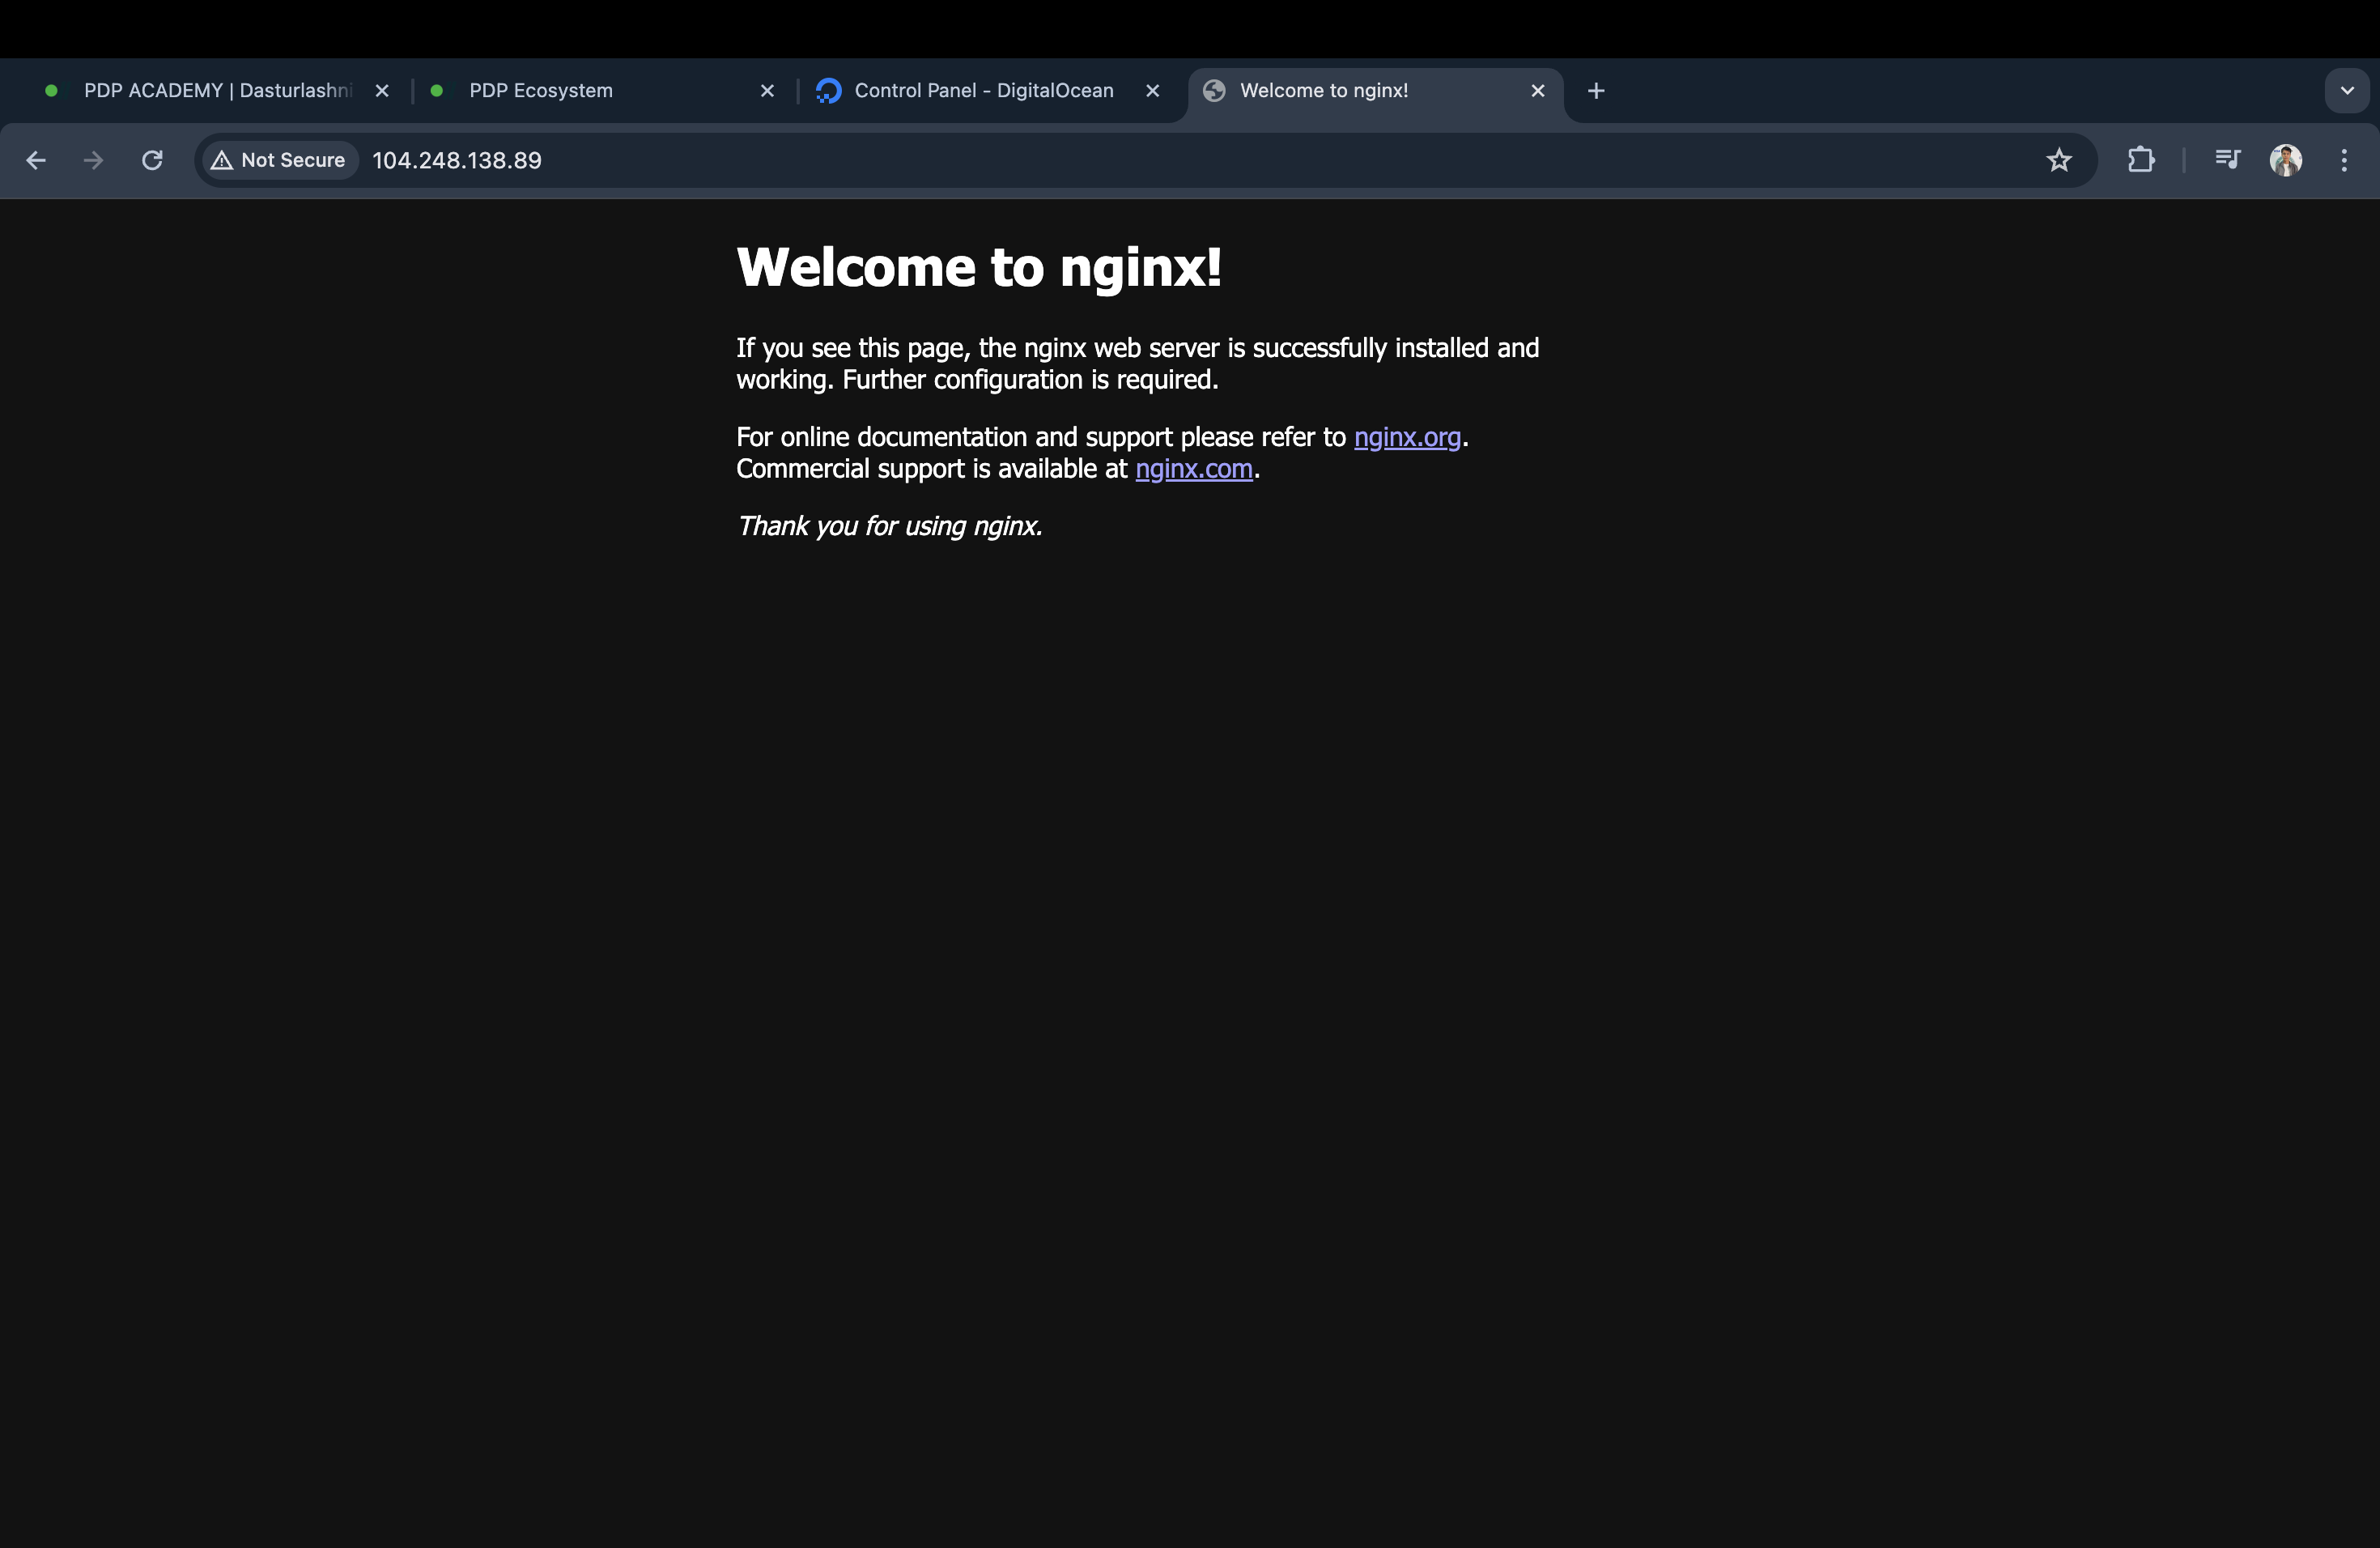 PDP ACADEMY | Dasturlashni
PDP Ecosystem
Control Panel - DigitalOcean
Welcome to nginx!
Not Secure
104.248.138.89
Welcome to nginx!
If you see this page, the nginx web server is successfully installed and
working. Further configuration is required.
For online documentation and support please refer to nginx.org.
Commercial support is available at nginx.com.
Thank you for using nginx.